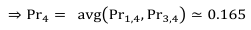 ⇒ Pr₄ = avg(Pr₁,₄, Pr₃,₄) ≃ 0.165